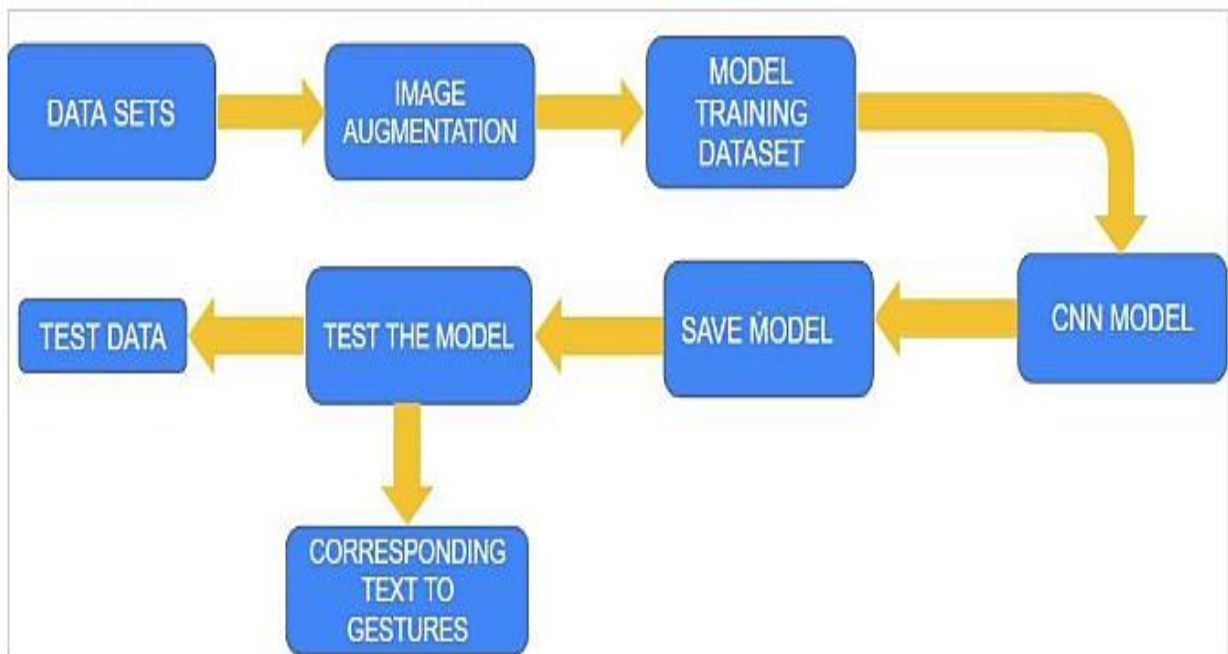 DATA SETS
IMAGE
AUGMENTATION
MODEL
TRAINING
DATASET
CNN MODEL
SAVE MODEL
TEST THE MODEL
TEST DATA
CORRESPONDING
TEXT TO
GESTURES